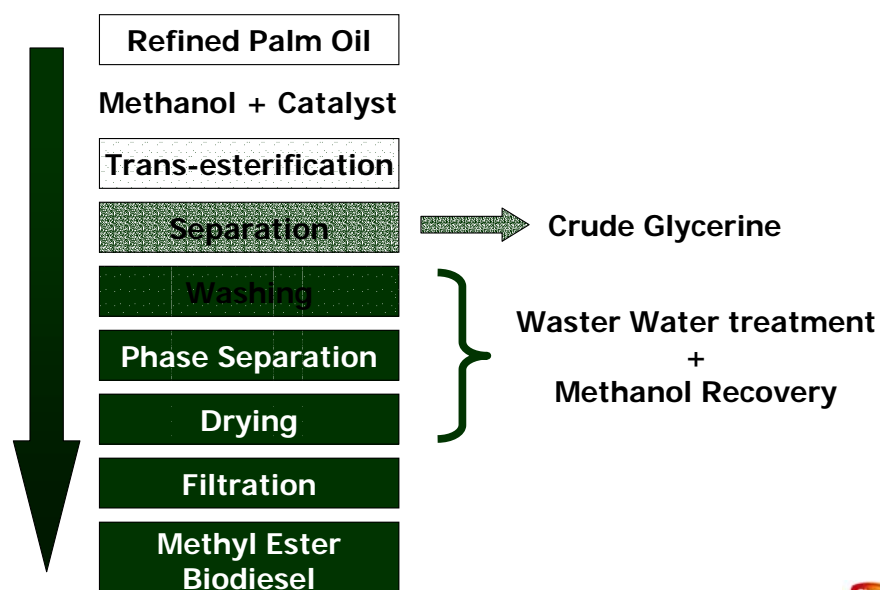 Refined Palm Oil
Methanol + Catalyst
Trans-esterification
Separation
Crude Glycerine
Washing
Phase Separation
Drying
Waster Water treatment
+
Methanol Recovery
Filtration
Methyl Ester
Biodiesel